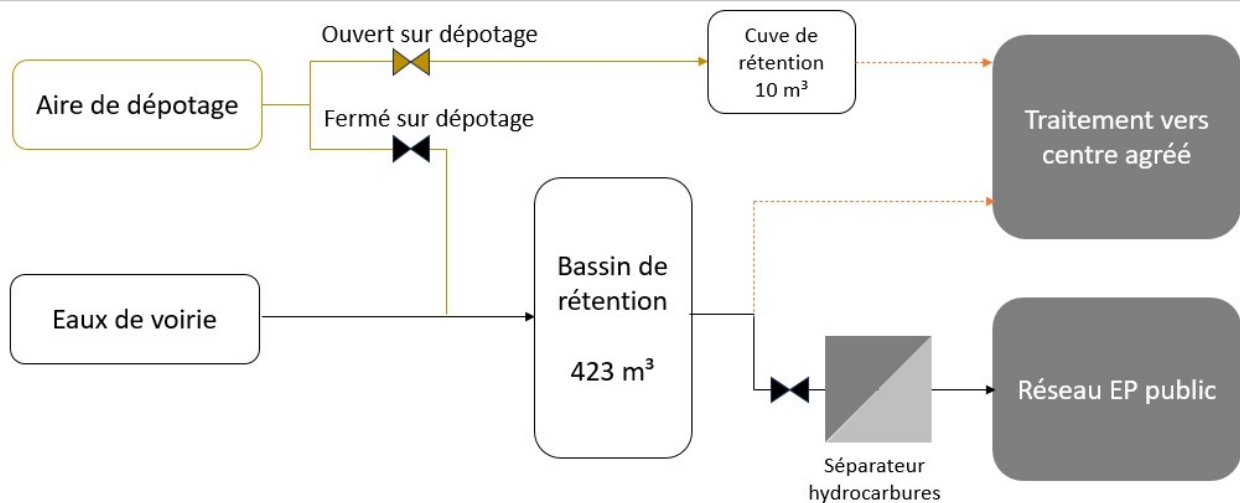 Ouvert sur dépotage
Cuve de
rétention
10 m³
Aire de dépotage
Fermé sur dépotage
Traitement vers
centre agréé
Bassin de
rétention
423 m³
Eaux de voirie
Réseau EP public
Séparateur
hydrocarbures